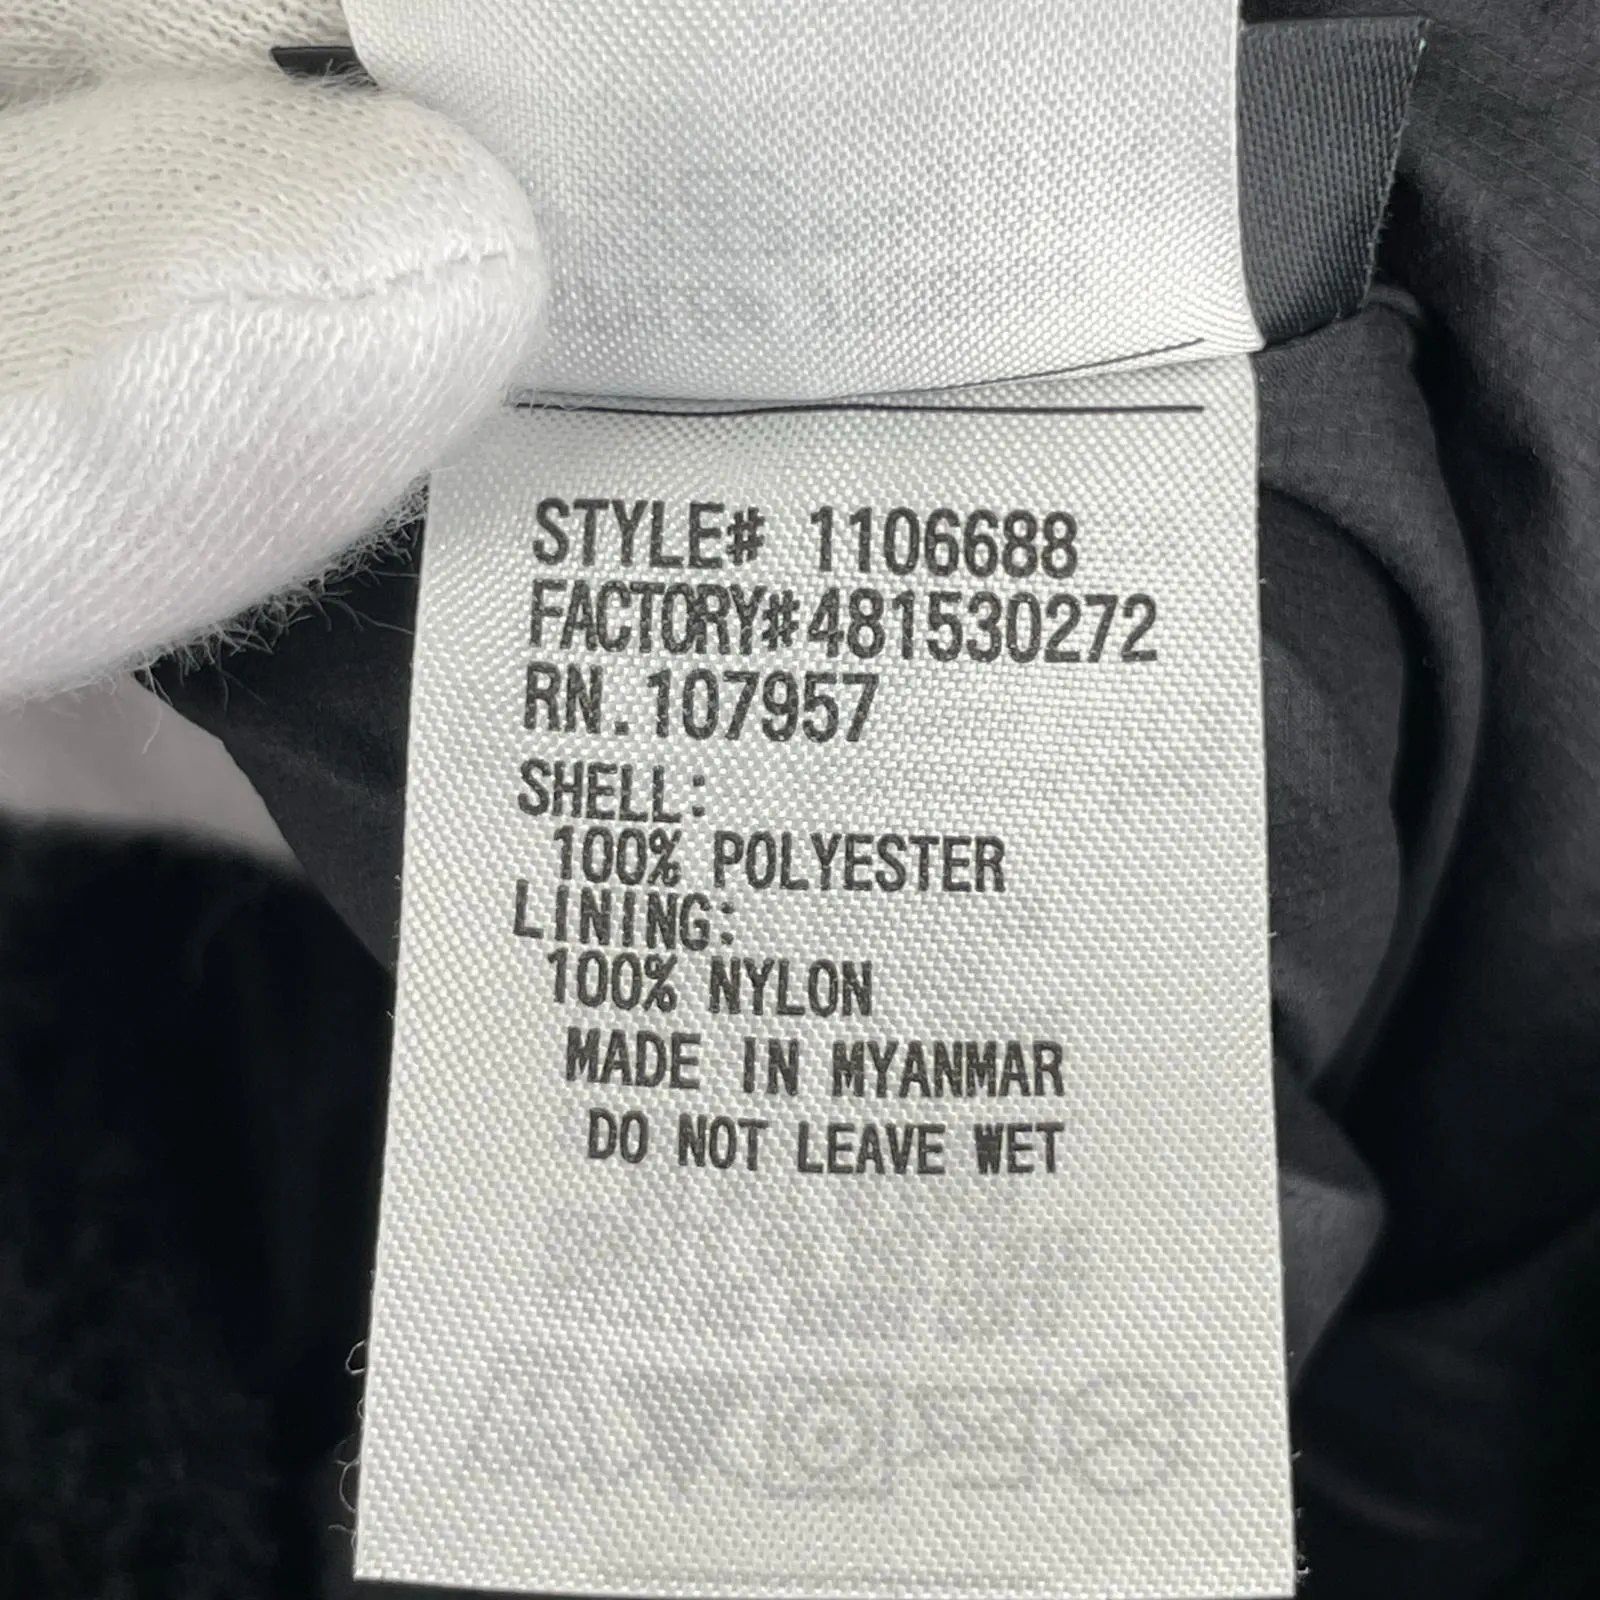 STYLE# 1106688
FACTORY#481530272
RN.107957
SHELL:
100% POLYESTER
LINING:
100% NYLON
MADE IN MYANMAR
DO NOT LEAVE WET